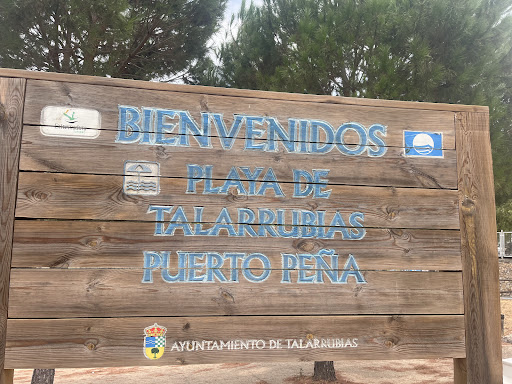 BIENVENIDOS
PLAYA DE
TALARRUBIAS
PUERTO PEÑA
AYUNTAMIENTO DE TALARRUBIAS